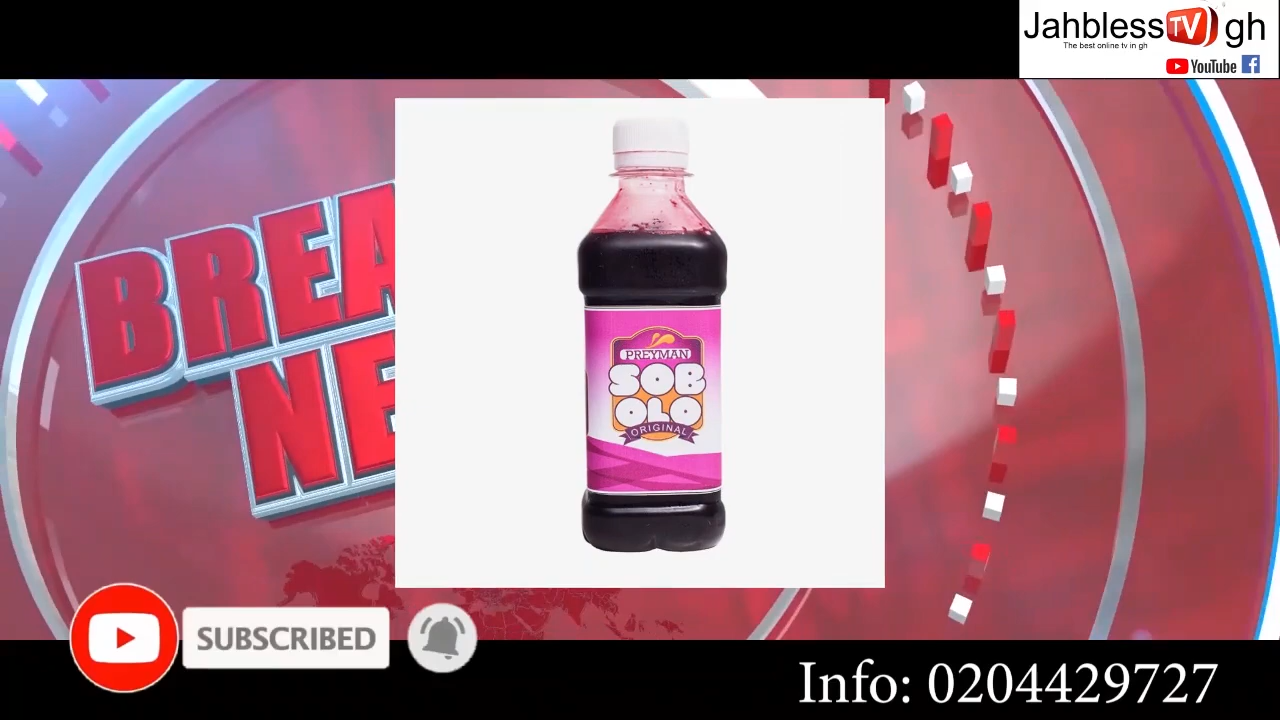 Jahbless TV gh
The best online tv in gh
YouTube
BREA
NE
PREYMAN
SOB
OLO
ORIGINAL
SUBSCRIBED
Info: 0204429727